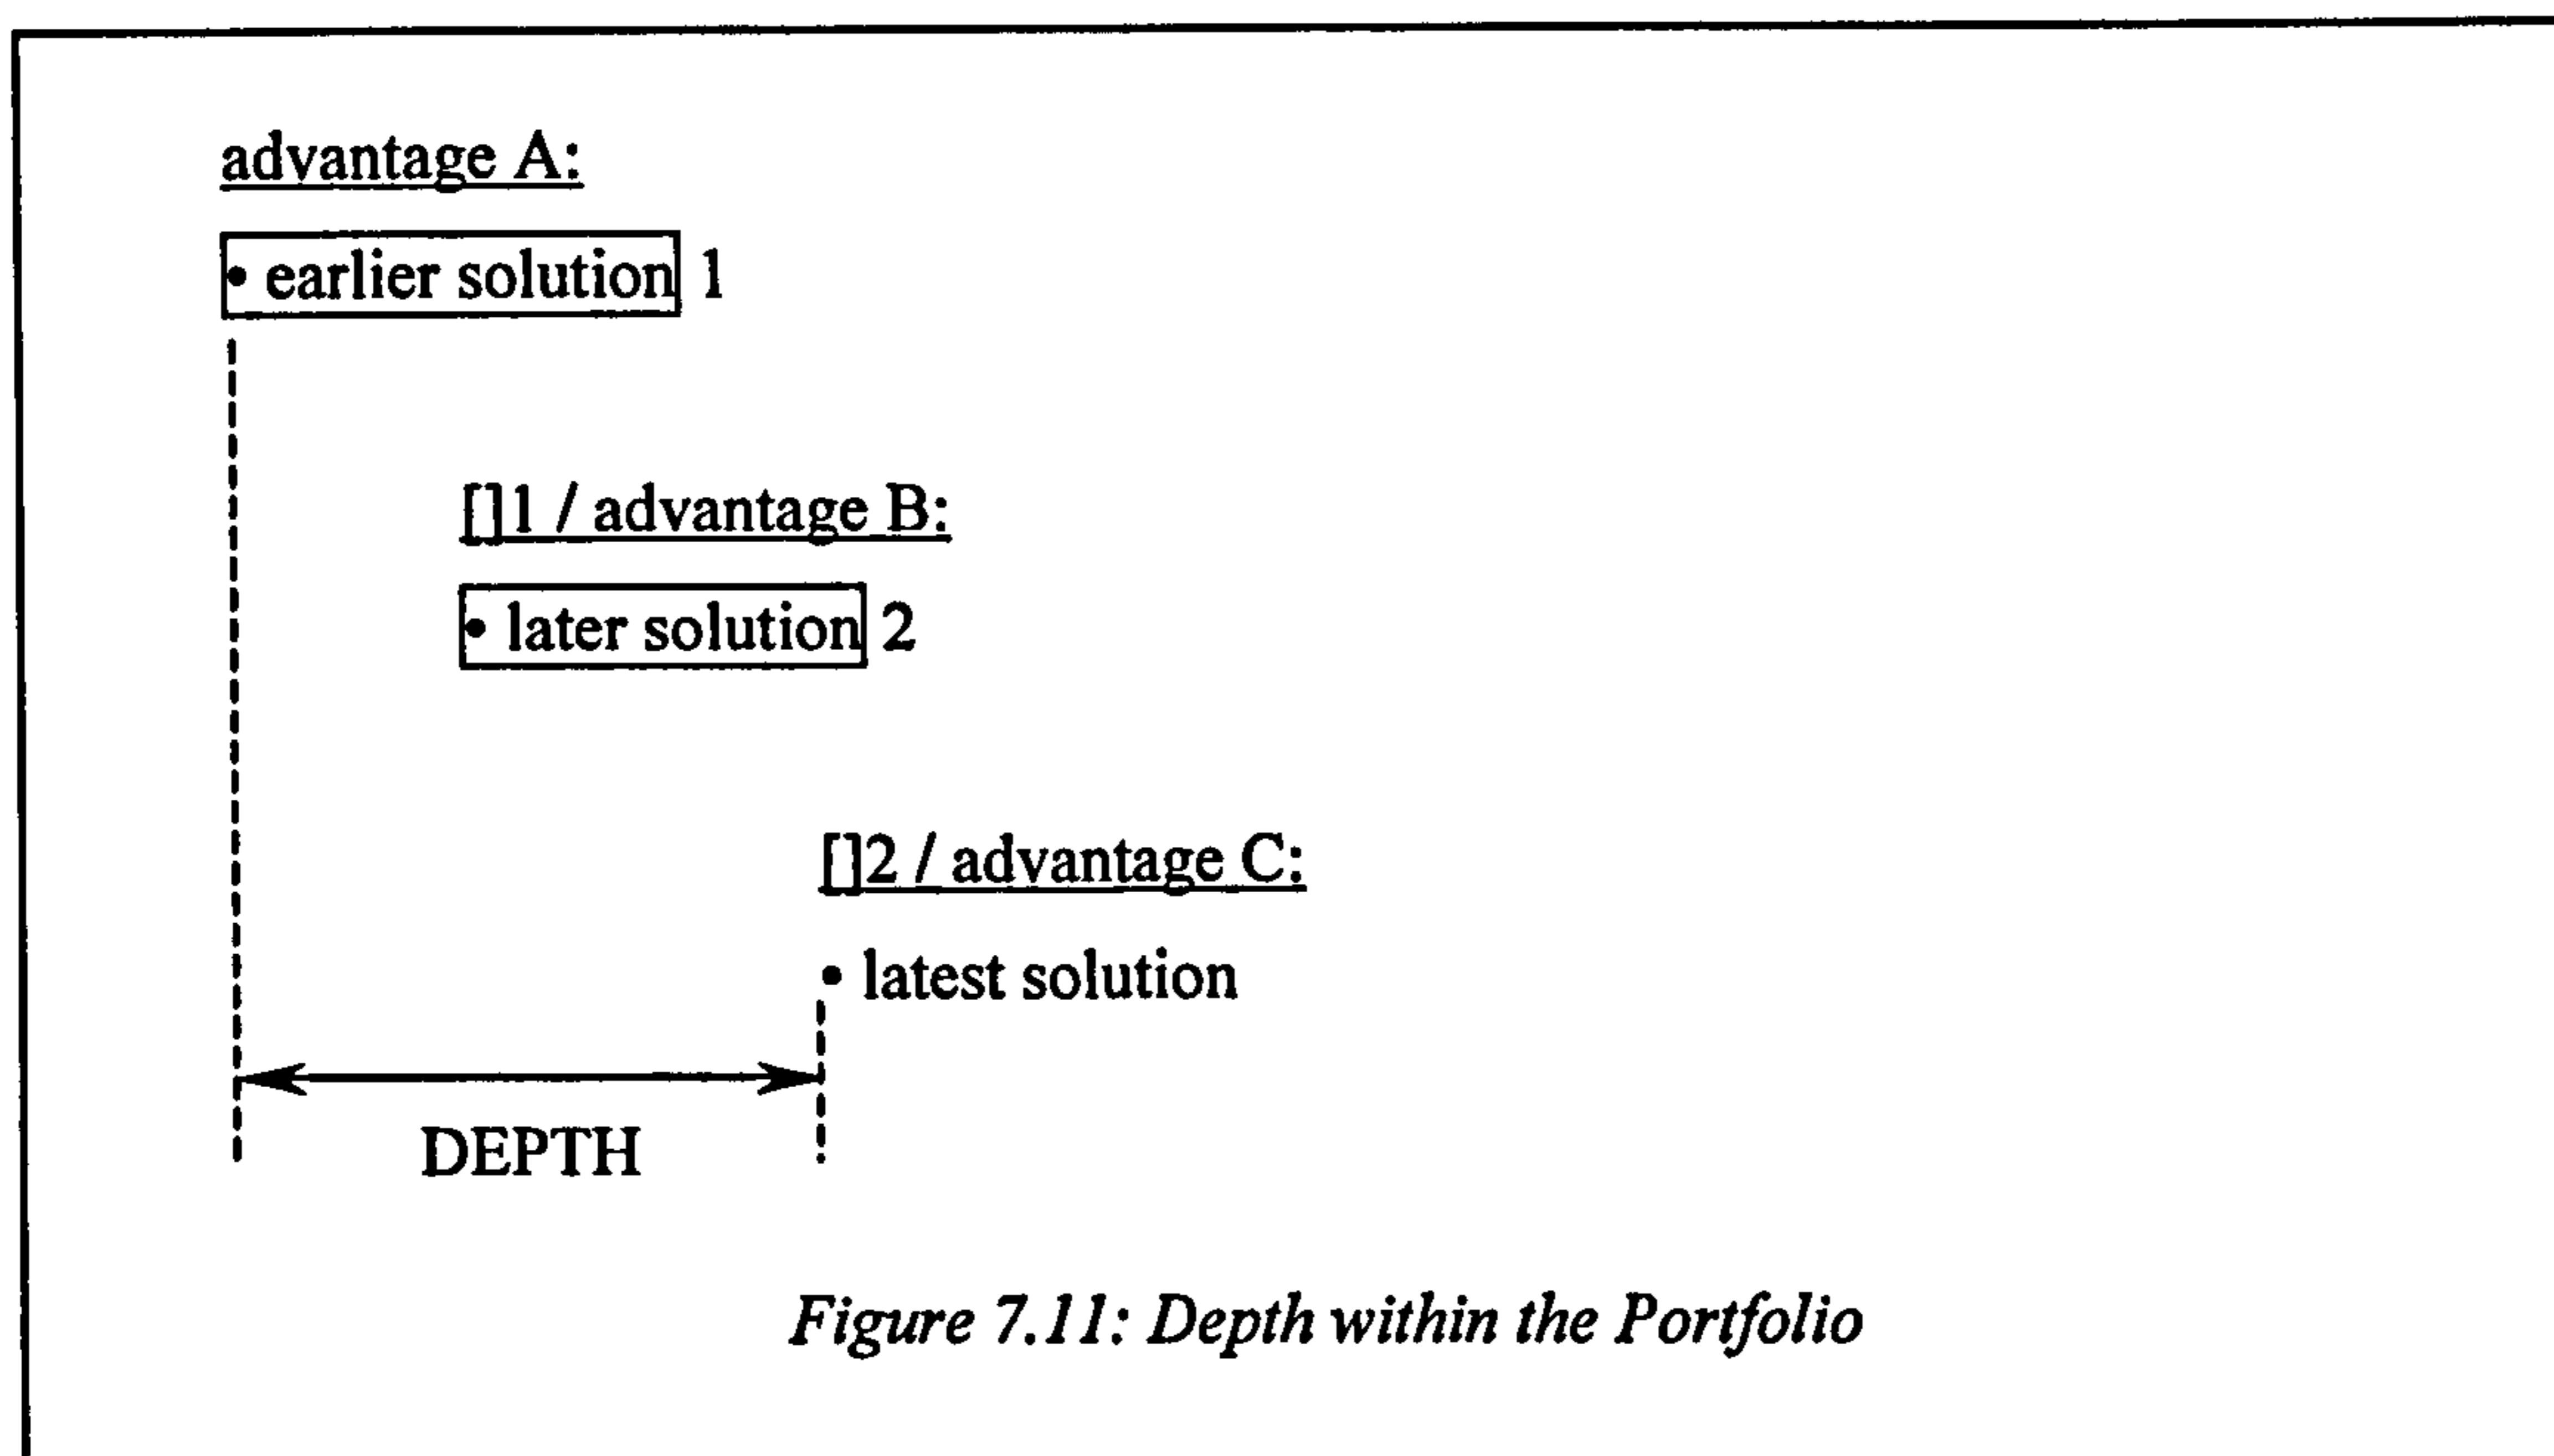 advantage A:
• earlier solution 1
[]1 / advantage B:
• later solution 2
[]2 / advantage C:
• latest solution
DEPTH
Figure 7.11: Depth within the Portfolio